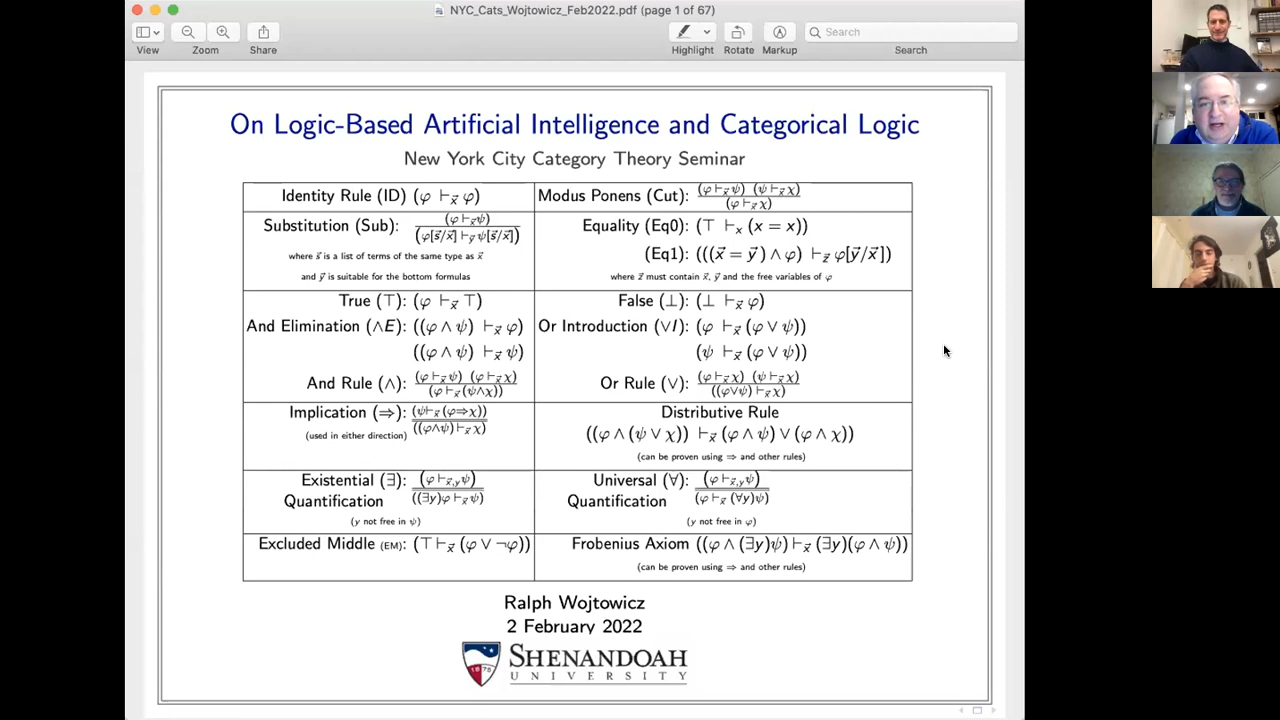 NYC_Cats_Wojtowicz_Feb2022.pdf (page 1 of 67)
View
Zoom
Share
Highlight
Rotate
Markup
Search
Search
On Logic-Based Artificial Intelligence and Categorical Logic
New York City Category Theory Seminar
Identity Rule (ID) (φ ⊢x⃗ φ)
Modus Ponens (Cut): (φ ⊢x⃗ ψ) (ψ ⊢x⃗ χ)
(φ ⊢x⃗ χ)
Substitution (Sub): (φ ⊢x⃗ ψ)
(φ[s⃗/x⃗] ⊢y⃗ ψ[s⃗/x⃗])
where s⃗ is a list of terms of the same type as x⃗
and y⃗ is suitable for the bottom formulas
Equality (Eq0): (⊤ ⊢x (x = x))
(Eq1): (((x⃗ = y⃗) ∧ φ) ⊢z⃗ φ[y⃗/x⃗])
where z⃗ must contain x⃗, y⃗ and the free variables of φ
True (⊤): (φ ⊢x⃗ ⊤)
And Elimination (∧E): ((φ ∧ ψ) ⊢x⃗ φ)
((φ ∧ ψ) ⊢x⃗ ψ)
And Rule (∧): (φ ⊢x⃗ ψ) (φ ⊢x⃗ χ)
(φ ⊢x⃗ (ψ∧χ))
False (⊥): (⊥ ⊢x⃗ φ)
Or Introduction (∨I): (φ ⊢x⃗ (φ ∨ ψ))
(ψ ⊢x⃗ (φ ∨ ψ))
Or Rule (∨): (φ ⊢x⃗ χ) (ψ ⊢x⃗ χ)
((φ∨ψ) ⊢x⃗ χ)
Implication (⇒): (ψ ⊢x⃗ (φ⇒χ))
((φ∧ψ) ⊢x⃗ χ)
(used in either direction)
Distributive Rule
((φ ∧ (ψ ∨ χ)) ⊢x⃗ (φ ∧ ψ) ∨ (φ ∧ χ))
(can be proven using ⇒ and other rules)
Existential (∃): (φ ⊢x⃗,y ψ)
Quantification ((∃y)φ ⊢x⃗ ψ)
(y not free in ψ)
Universal (∀): (φ ⊢x⃗,y ψ)
Quantification (φ ⊢x⃗ (∀y)ψ)
(y not free in φ)
Excluded Middle (EM): (⊤ ⊢x⃗ (φ ∨ ¬φ))
Frobenius Axiom ((φ ∧ (∃y)ψ) ⊢x⃗ (∃y)(φ ∧ ψ))
(can be proven using ⇒ and other rules)
Ralph Wojtowicz
2 February 2022
1875
SHENANDOAH
UNIVERSITY